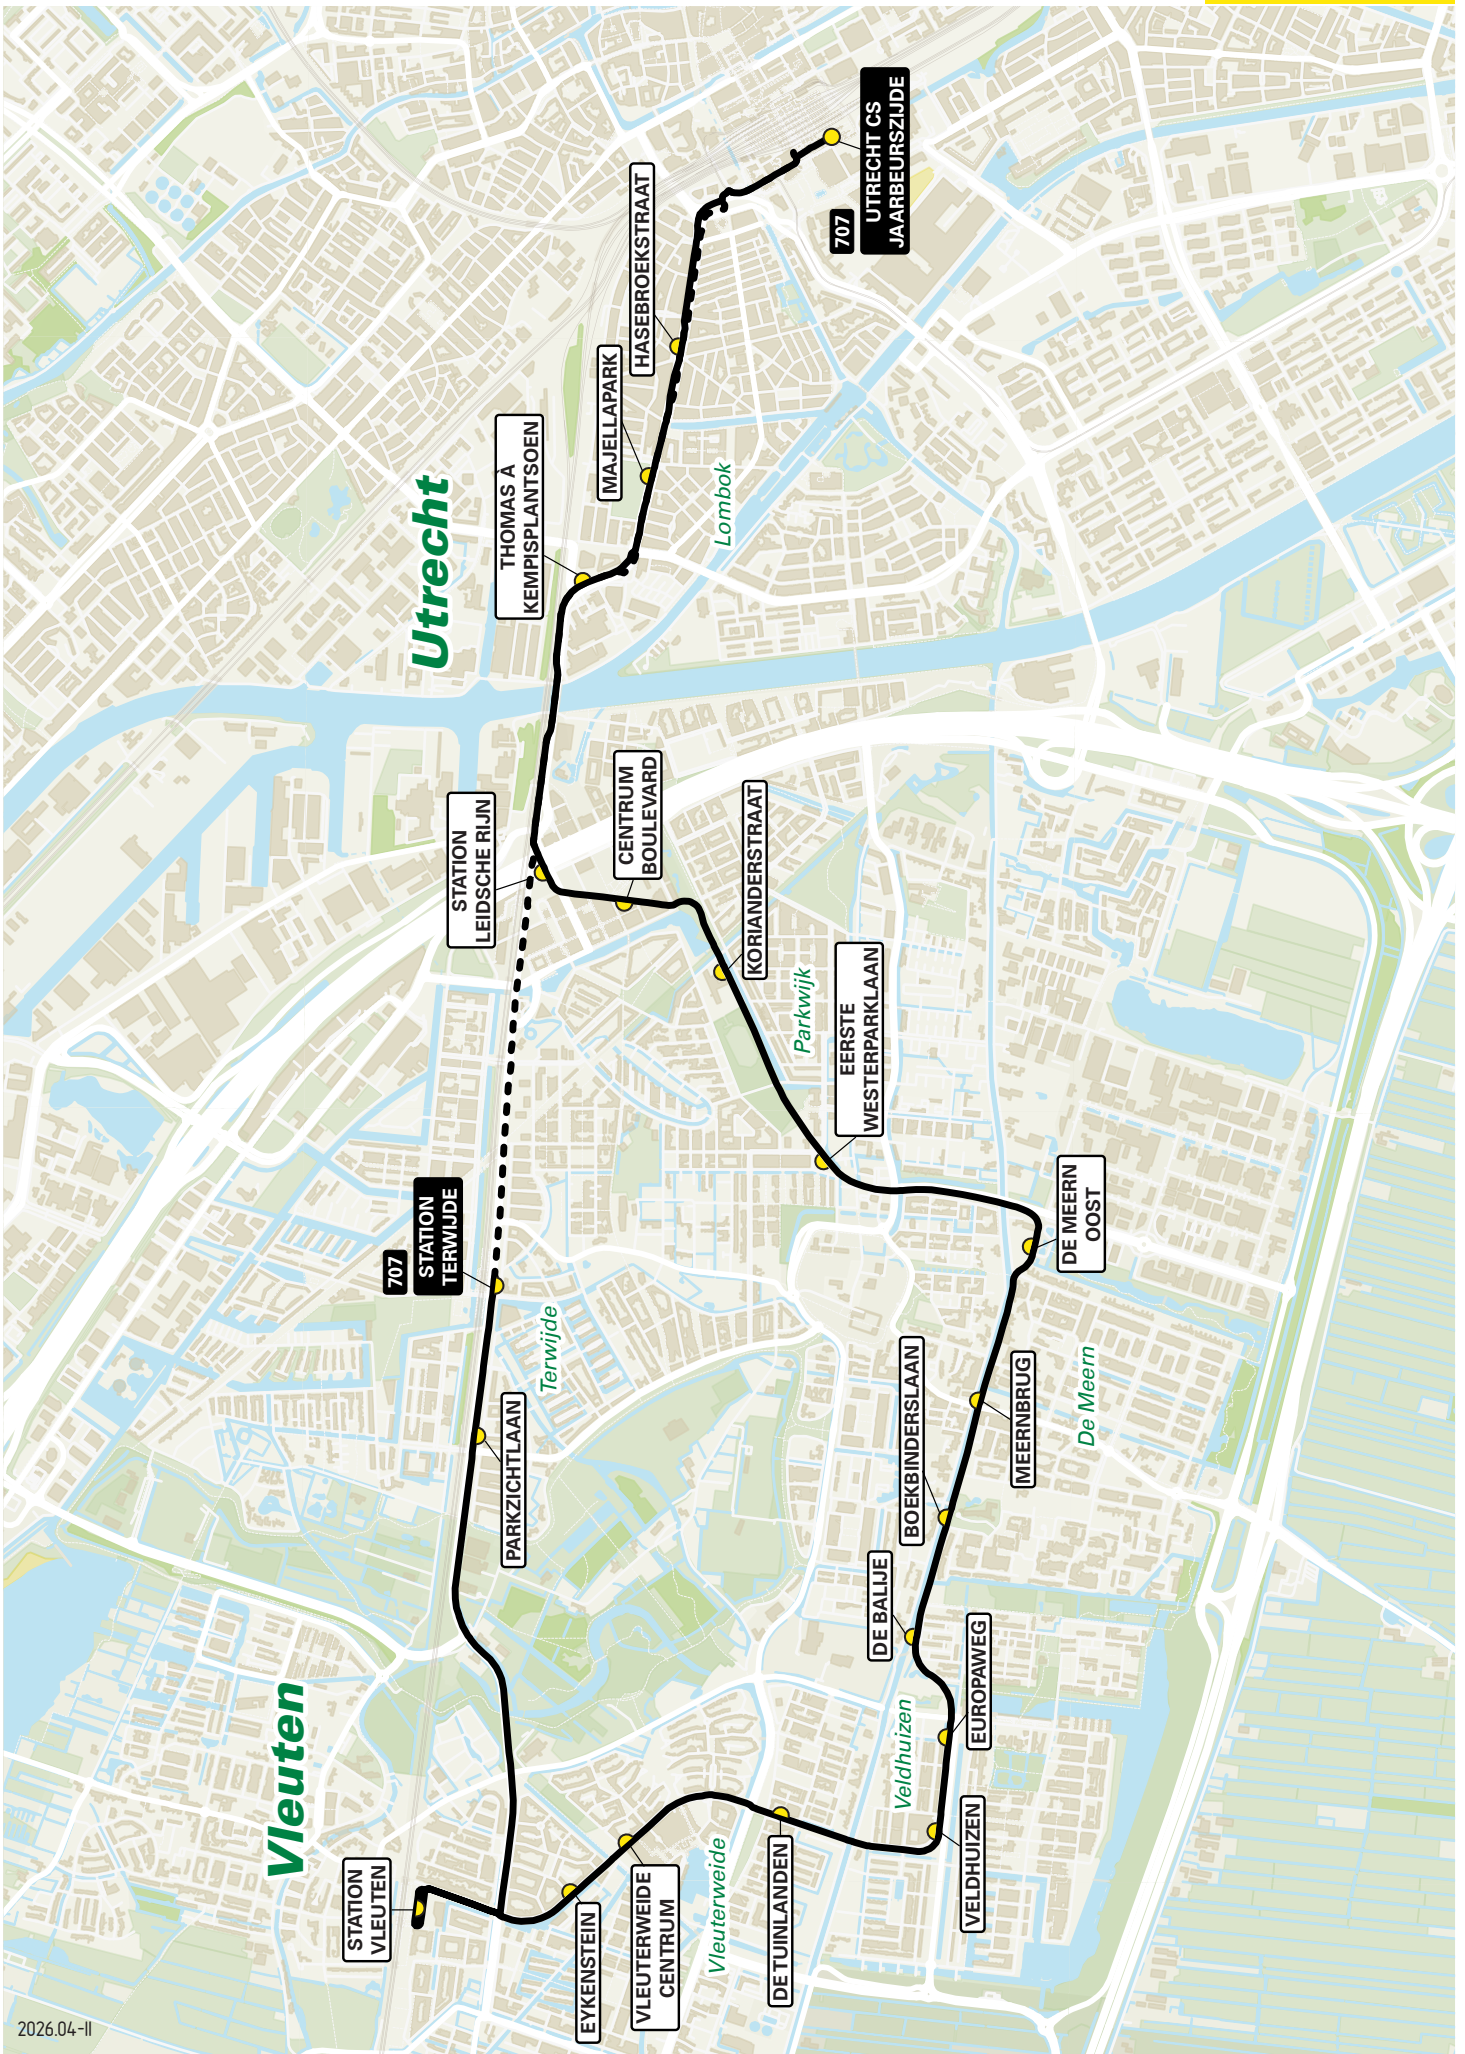 Utrecht
Vleuten
707
UTRECHT CS
JAARBEURSZIJDE
HASEBROEKSTRAAT
MAJELLAPARK
THOMAS À
KEMPISPLANTSOEN
Lombok
STATION
LEIDSCHE RIJN
CENTRUM
BOULEVARD
KORIANDERSTRAAT
Parkwijk
EERSTE
WESTERPARKLAAN
DE MEERN
OOST
MEERNBRUG
De Meern
BOEKBINDERSLAAN
DE BALIJE
EUROPAWEG
Veldhuizen
VELDHUIZEN
DE TUINLANDEN
Vleuterweide
VLEUTERWEIDE
CENTRUM
EYKENSTEIN
STATION
VLEUTEN
PARKZICHTLAAN
Terwijde
707
STATION
TERWIJDE
2026.04-II